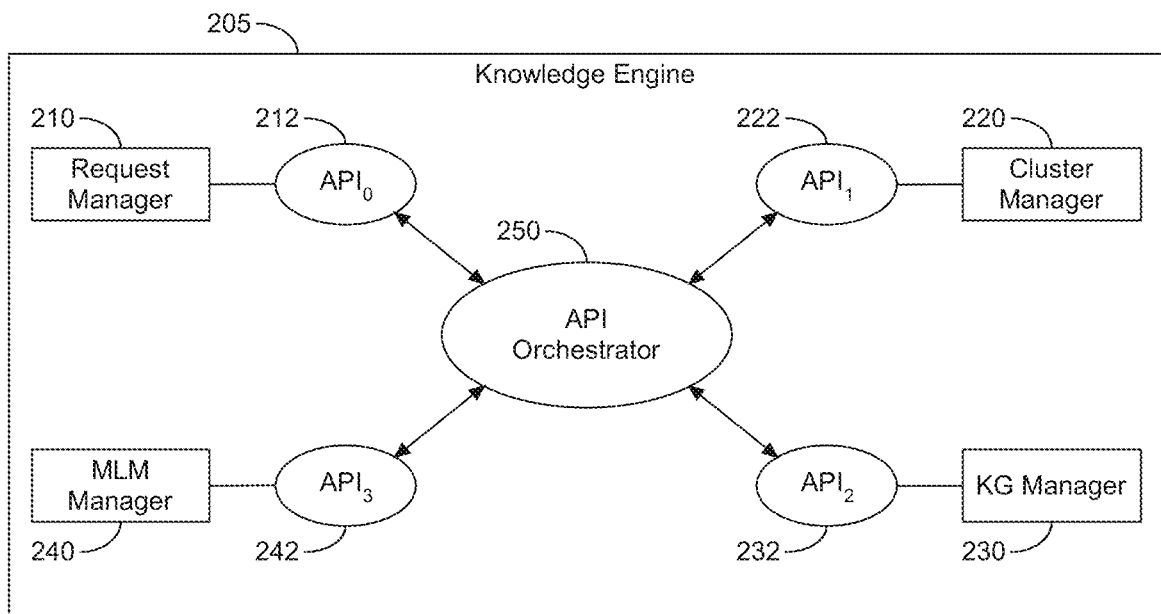 205
Knowledge Engine
210
212
222
220
Request
Manager
API₀
API₁
Cluster
Manager
250
API
Orchestrator
MLM
Manager
API₃
API₂
KG Manager
240
242
232
230